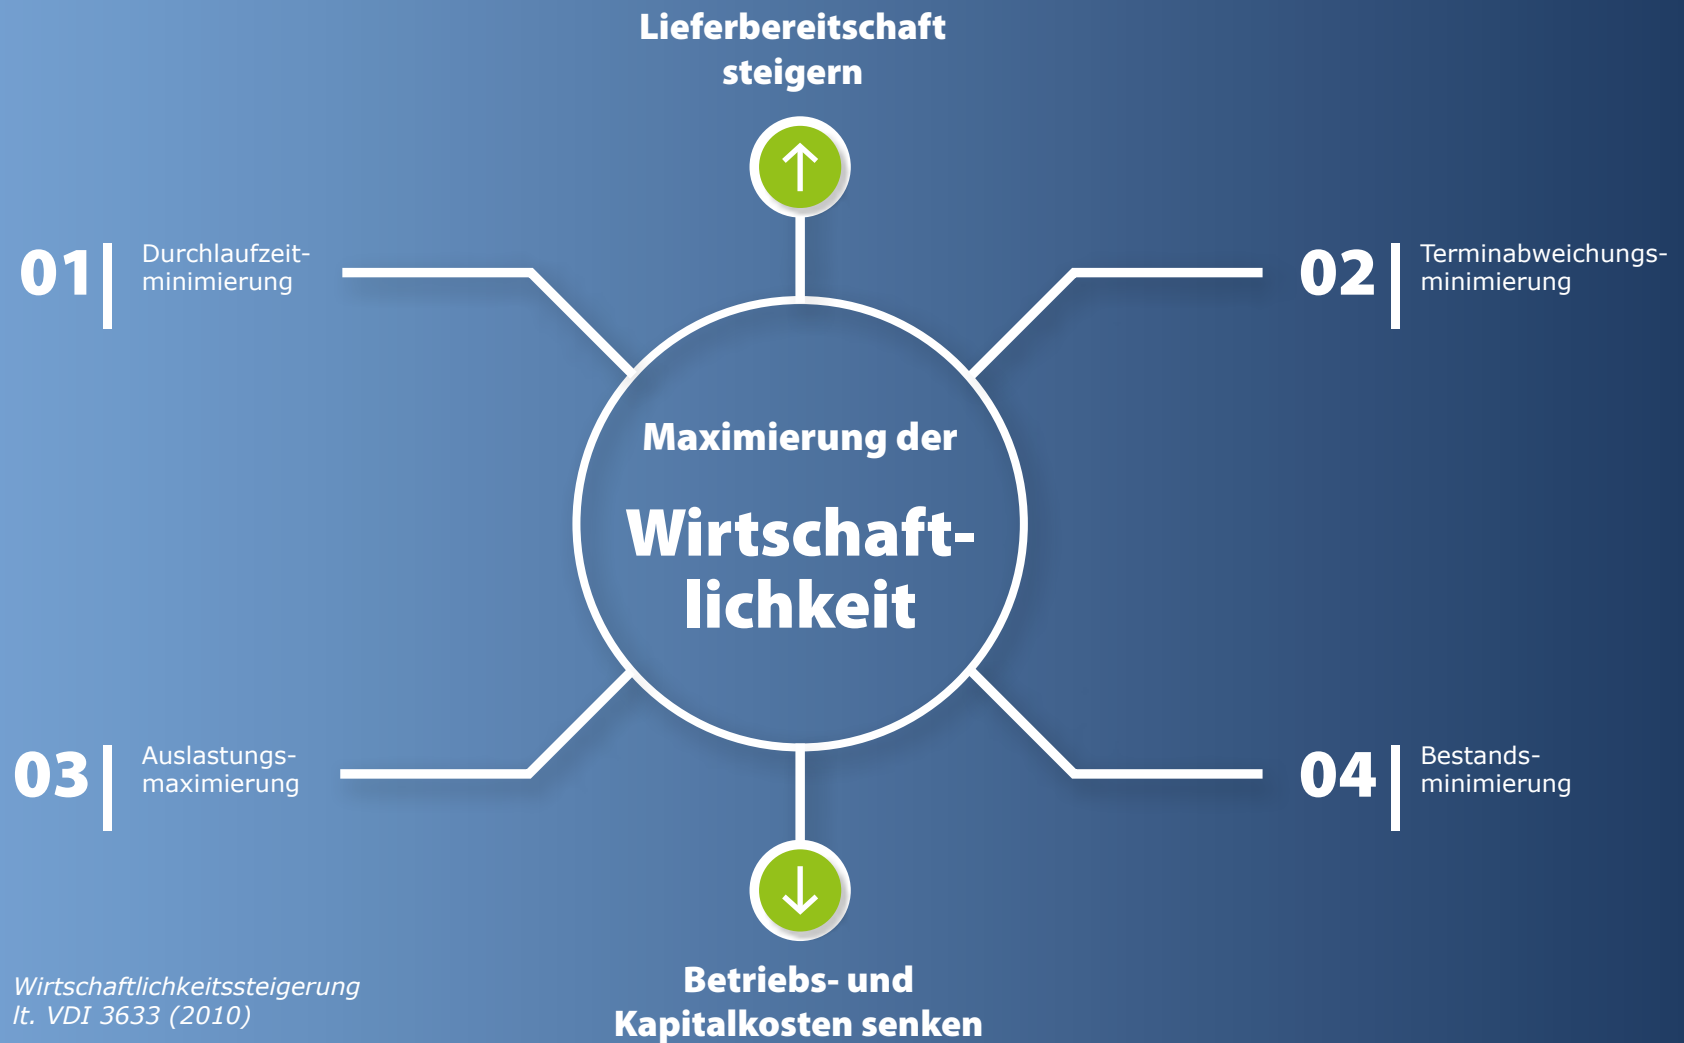 Lieferbereitschaft
steigern
01
Durchlaufzeit-
minimierung
02
Terminabweichungs-
minimierung
Maximierung der
Wirtschaft-
lichkeit
03
Auslastungs-
maximierung
04
Bestands-
minimierung
Betriebs- und
Kapitalkosten senken
Wirtschaftlichkeitssteigerung
lt. VDI 3633 (2010)